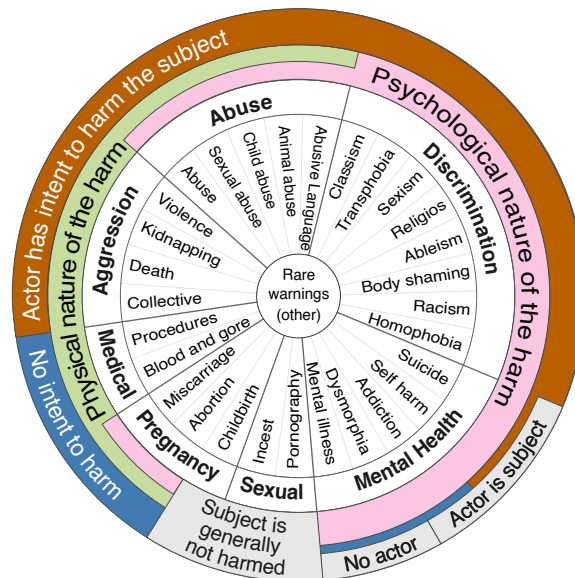 Actor has intent to harm the subject
No intent to harm
Subject is
generally
not harmed
No actor
Actor is subject
Physical nature of the harm
Psychological nature of the harm
Abuse
Discrimination
Mental Health
Sexual
Pregnancy
Medical
Aggression
Abuse
Sexual abuse
Child abuse
Animal abuse
Abusive Language
Classism
Transphobia
Sexism
Religios
Ableism
Body shaming
Racism
Homophobia
Suicide
Self harm
Addiction
Dysmorphia
Mental illness
Pornography
Incest
Childbirth
Abortion
Miscarriage
Blood and gore
Procedures
Collective
Death
Kidnapping
Violence
Rare
warnings
(other)